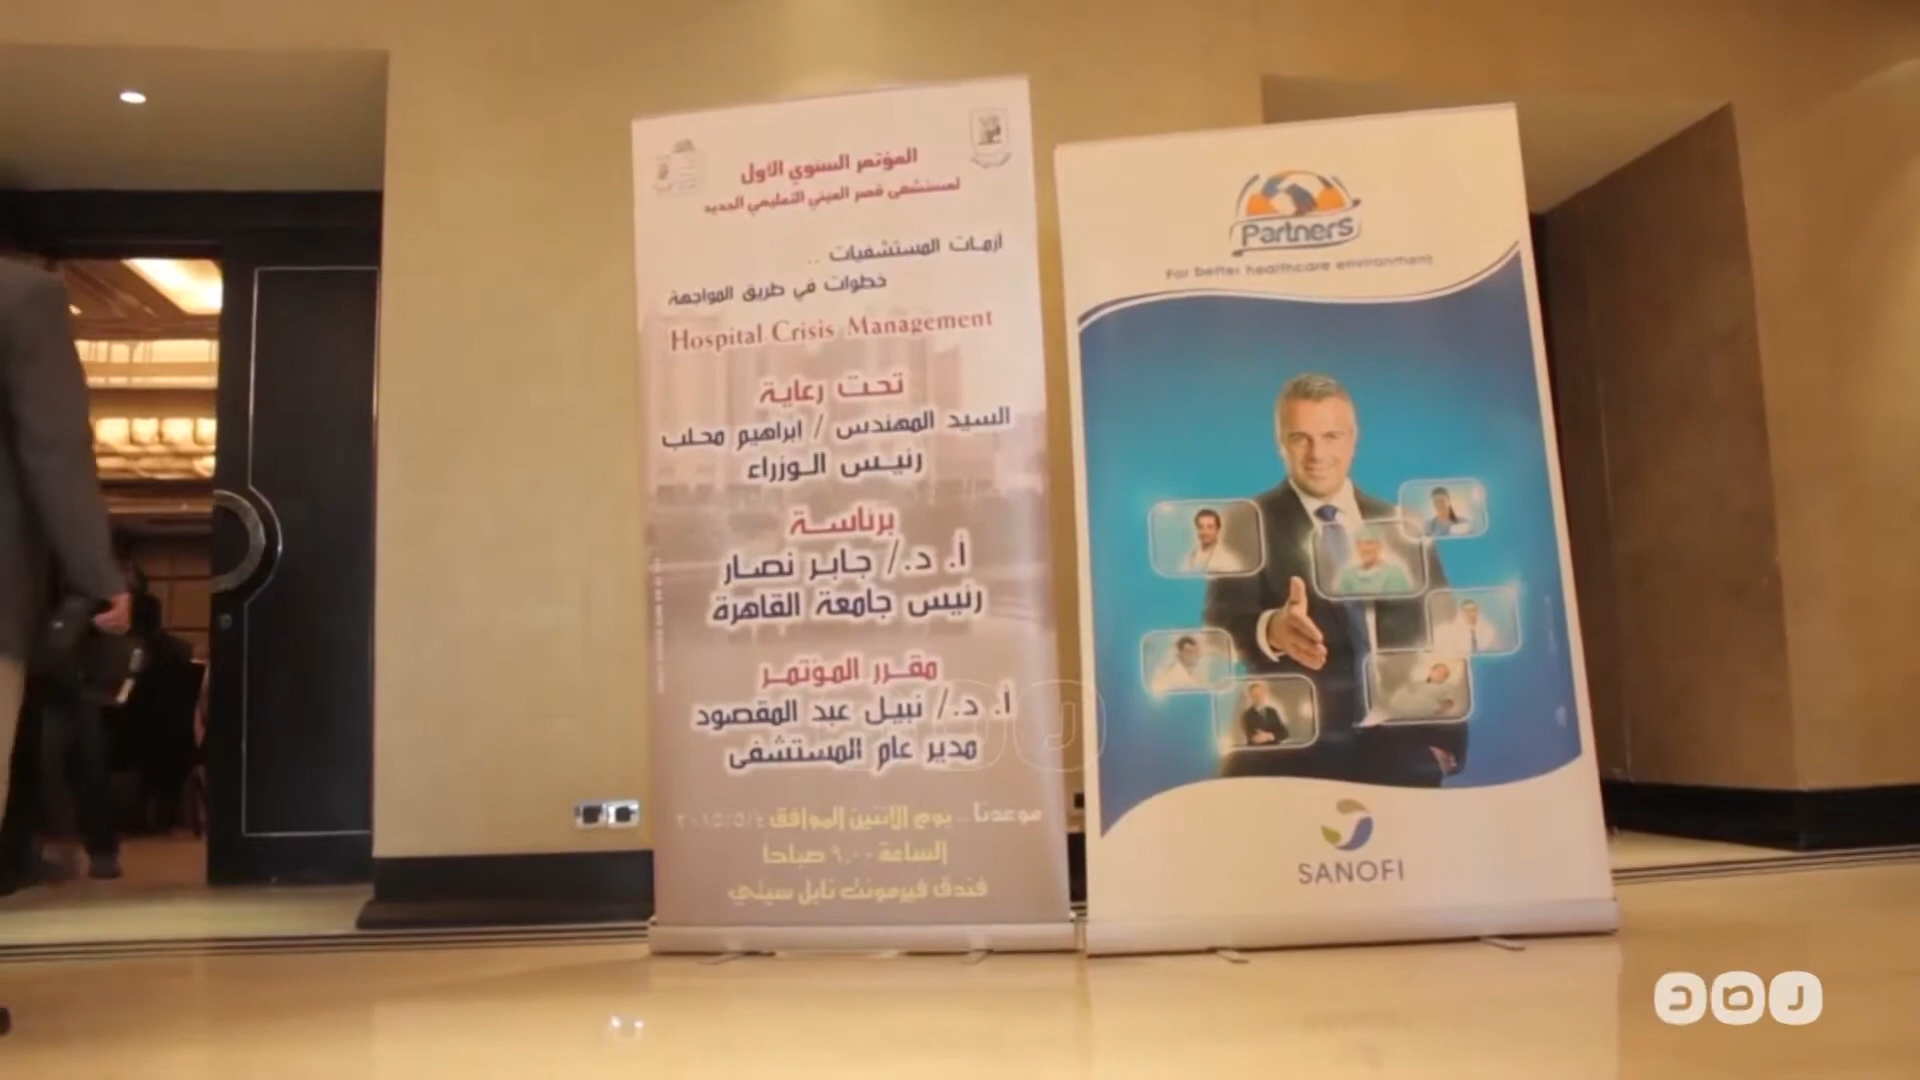 المؤتمر السنوي الأول
لمستشفى قصر العيني التعليمي الجديد
أزمات المستشفيات ..
خطوات في طريق المواجهة
Hospital Crisis Management
تحت رعاية
السيد المهندس / ابراهيم محلب
رئيس الوزراء
برئاسة
أ. د./ جابر نصار
رئيس جامعة القاهرة
مقرر المؤتمر
أ. د./ نبيل عبد المقصود
مدير عام المستشفى
موعدنا .. يوم الاثنين الموافق
الساعة ٩,٠٠ صباحا
فندق فيرمونت نايل سيتي
Partners
For better healthcare environment
SANOFI
رصد